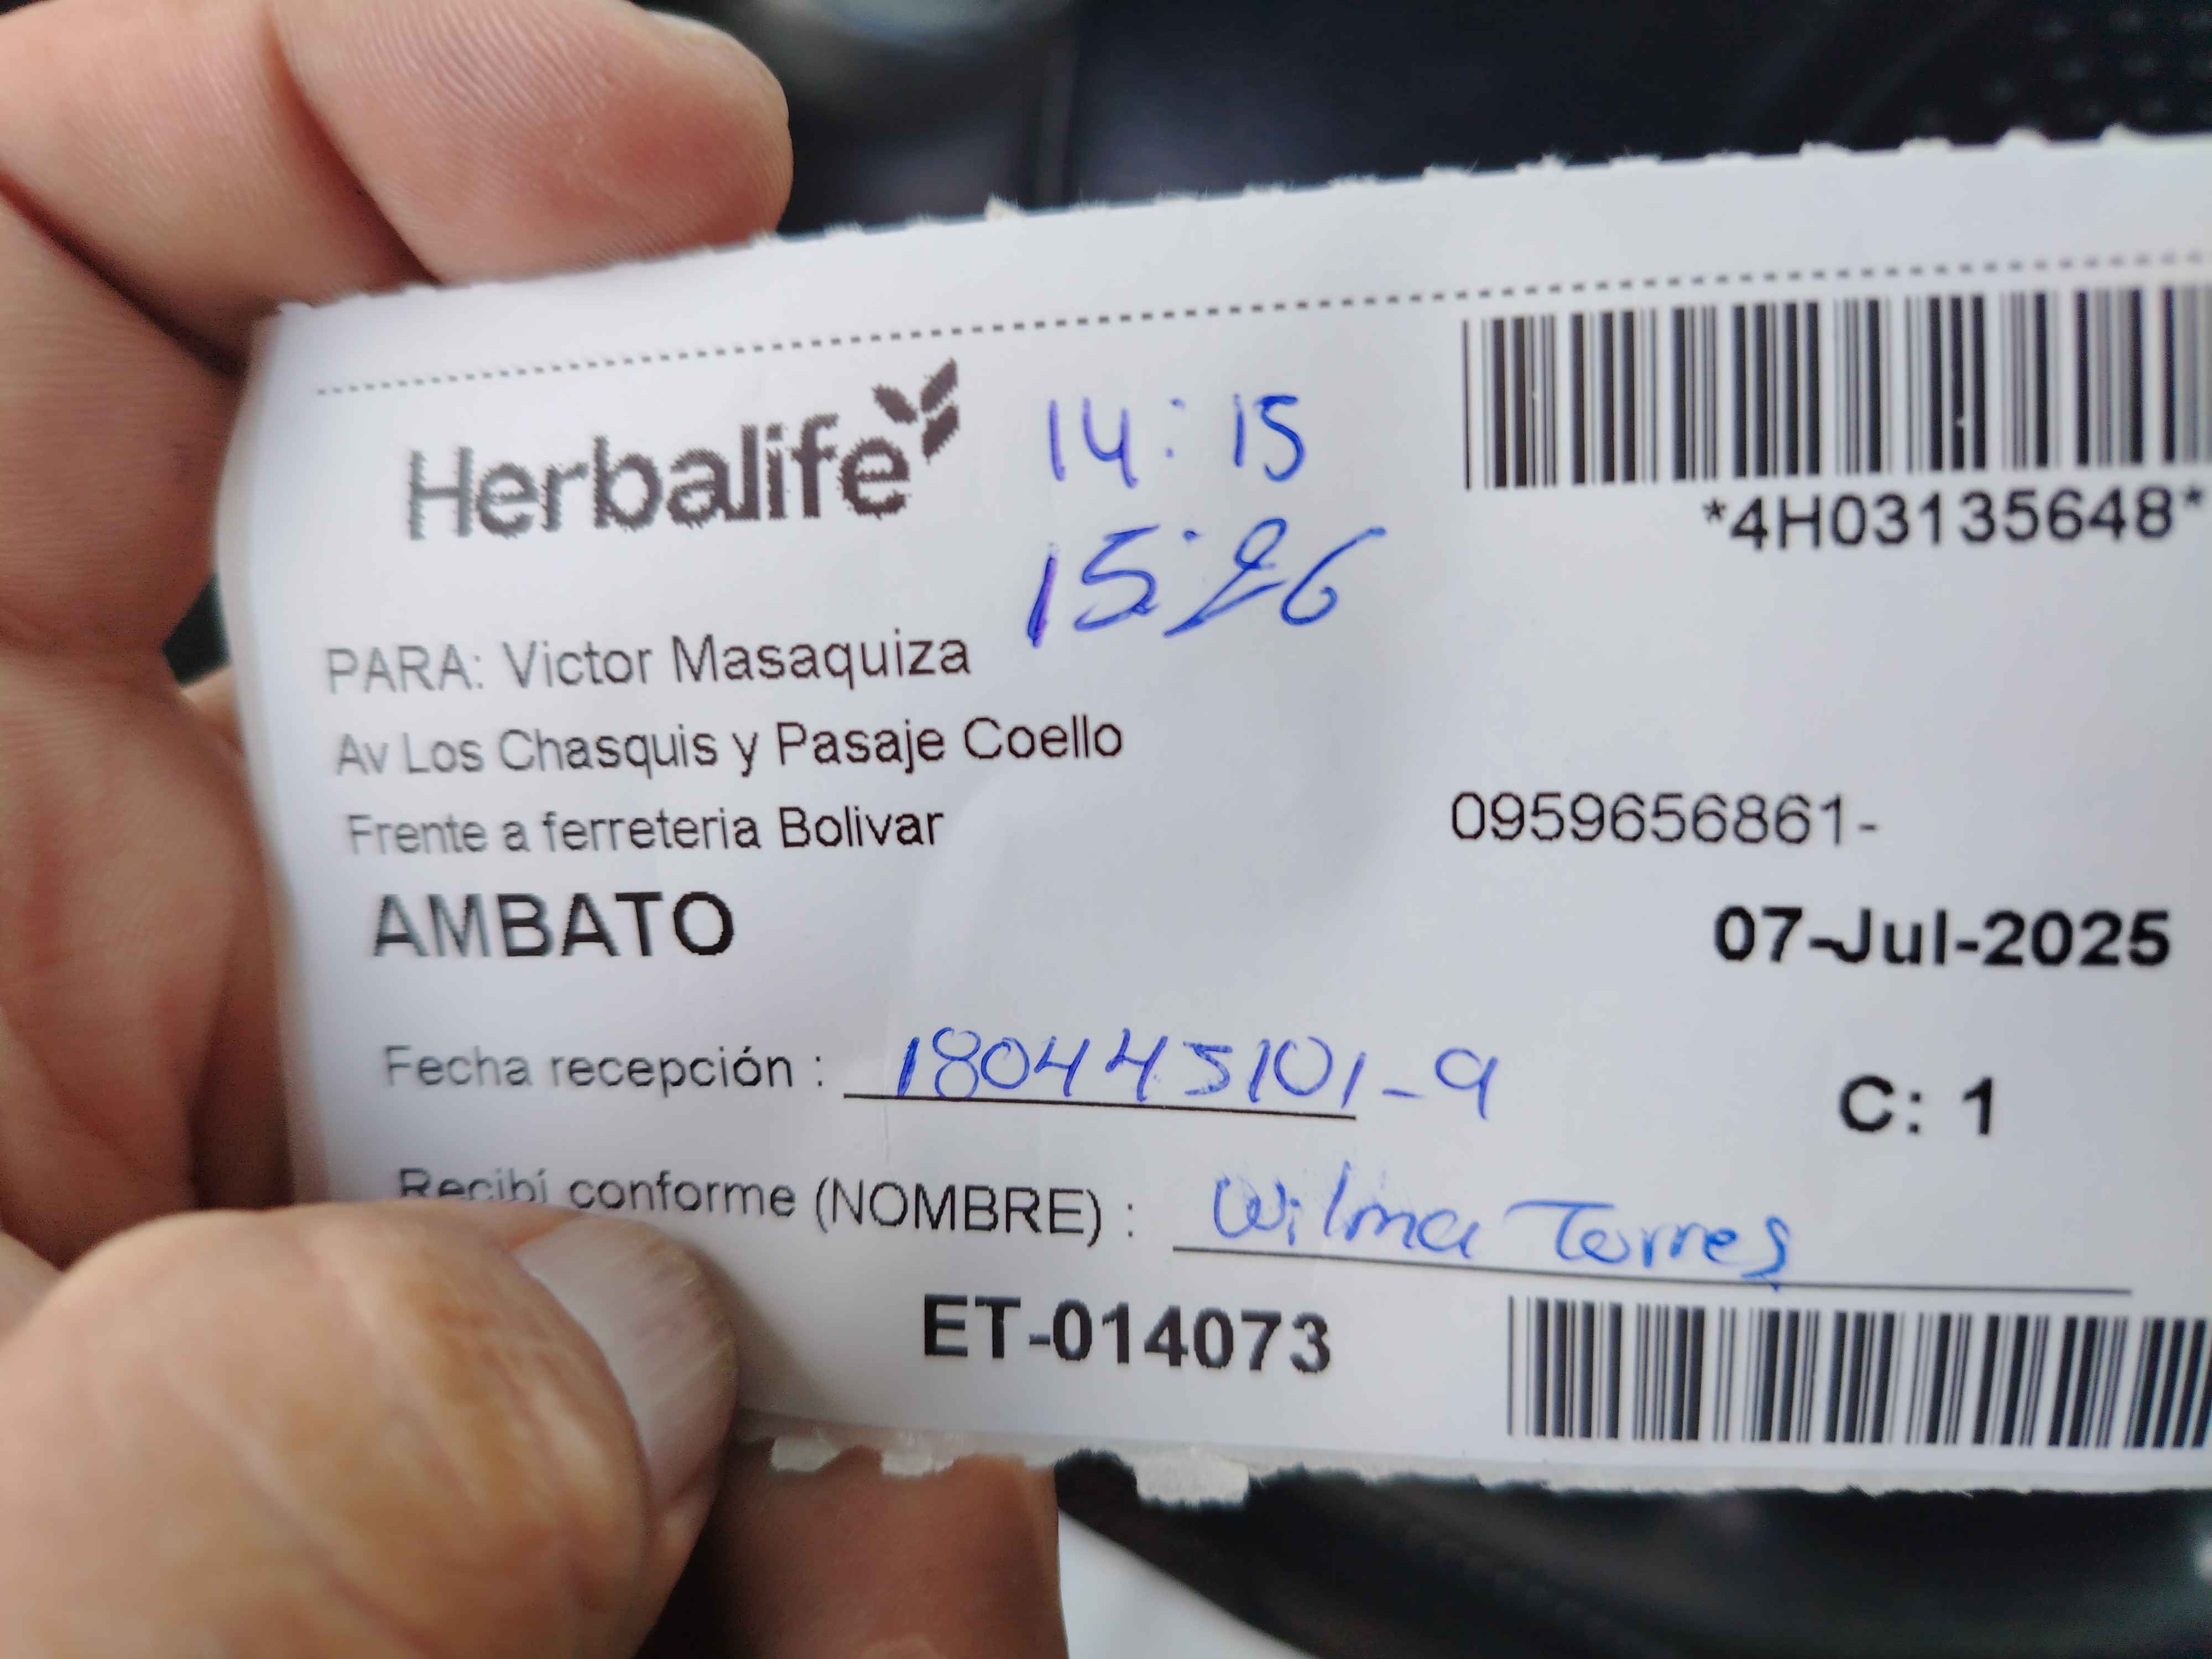 Herbalife
14:15
15:26
*4H03135648*
PARA: Victor Masaquiza
Av Los Chasquis y Pasaje Coello
Frente a ferreteria Bolivar
0959656861-
AMBATO
07-Jul-2025
Fecha recepción : 180445101-9
C: 1
Recibí conforme (NOMBRE) : Wilma Torres
ET-014073